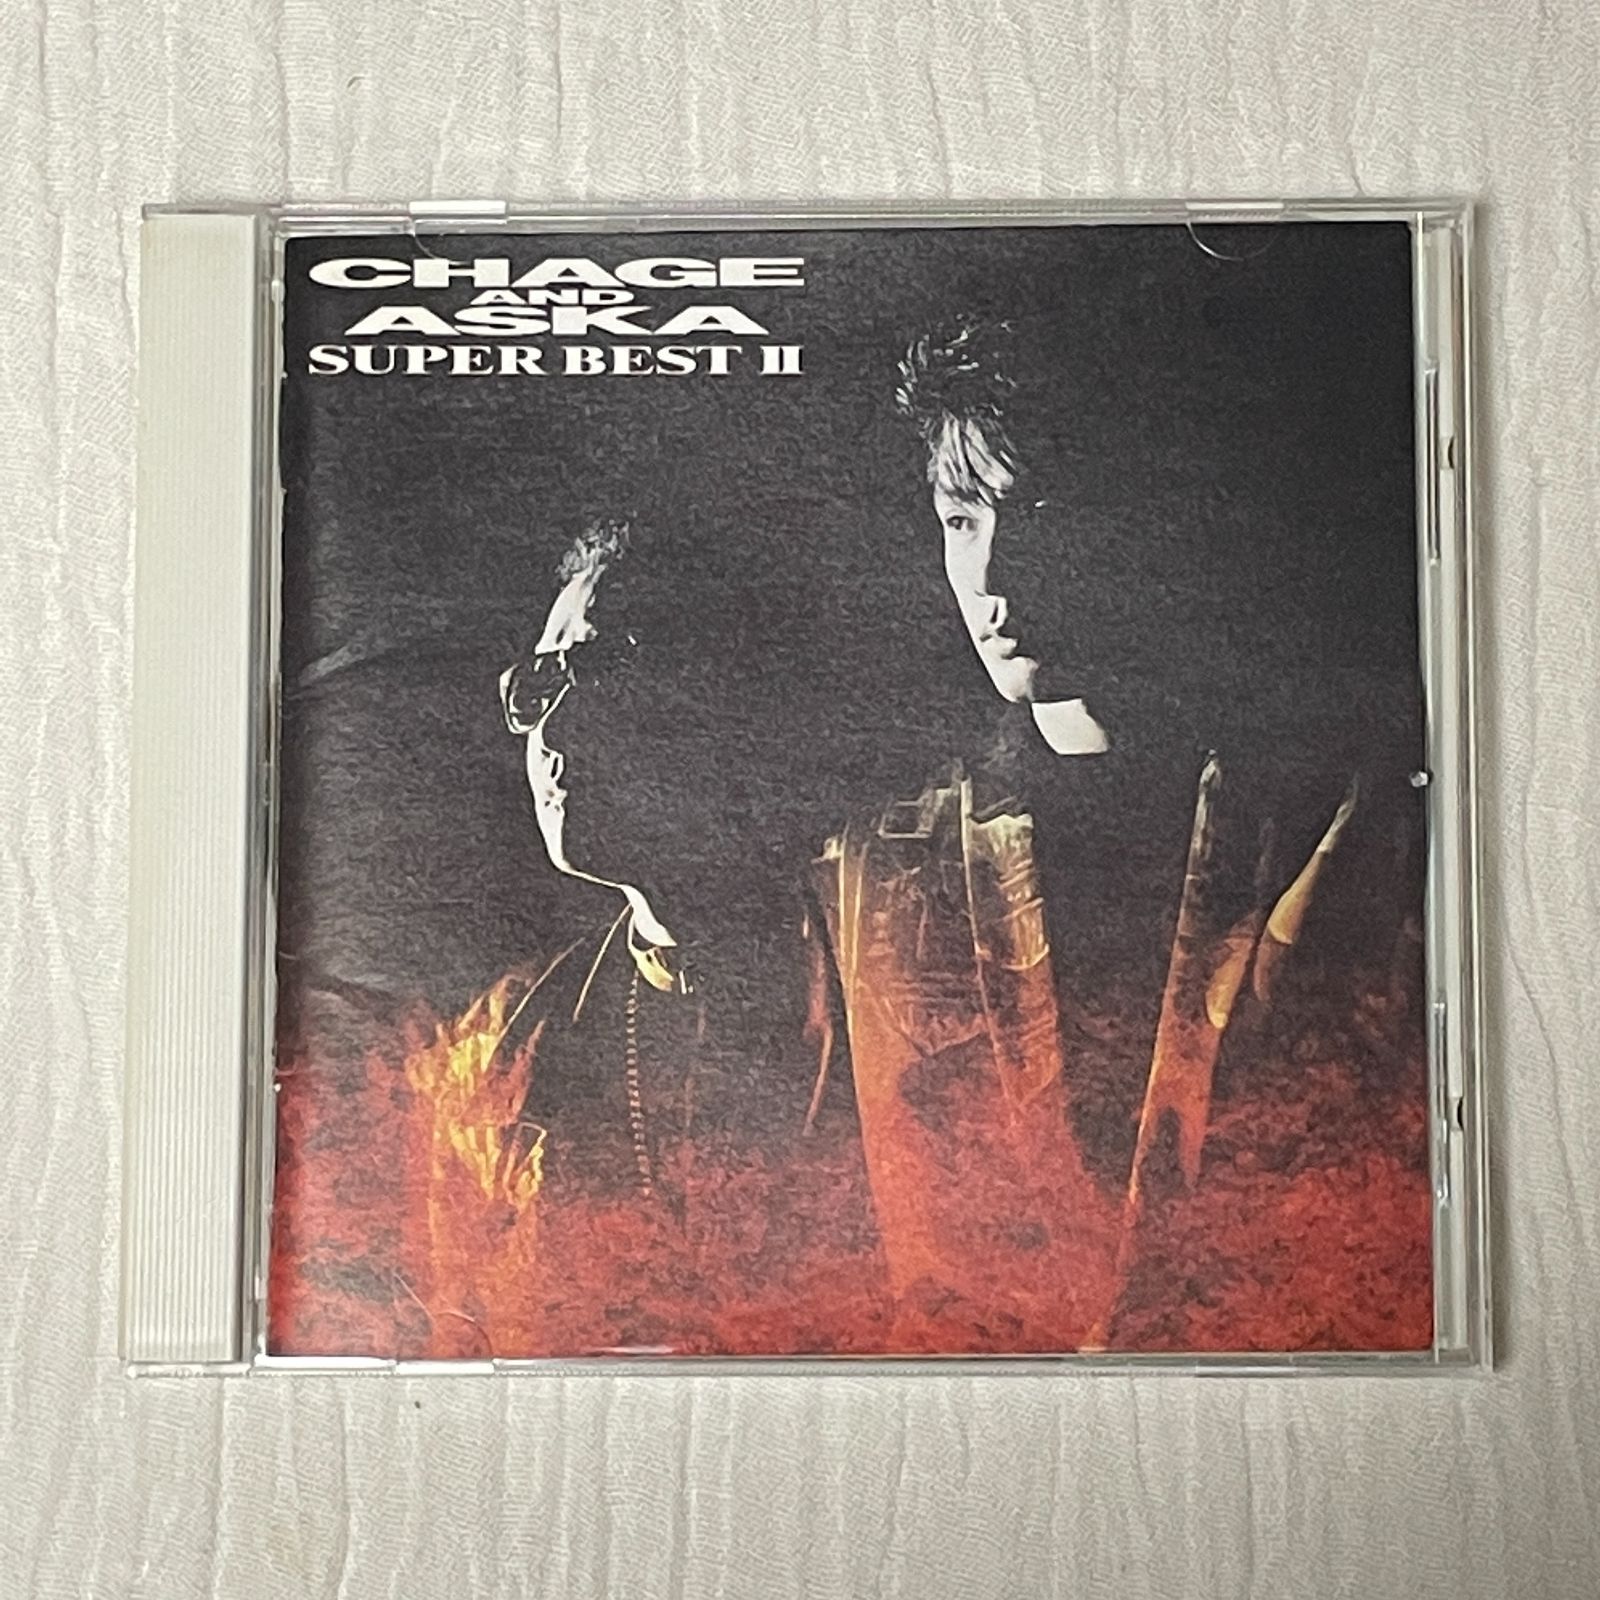 CHAGE
AND
ASKA
SUPER BEST II